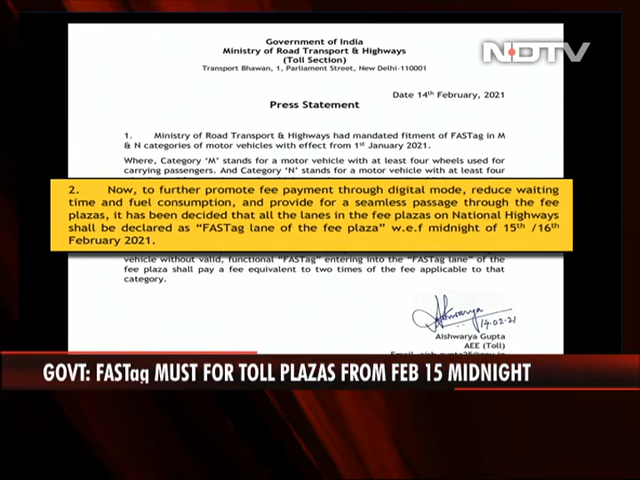 Government of India
Ministry of Road Transport & Highways
(Toll Section)
Transport Bhawan, 1, Parliament Street, New Delhi-110001
NDTV
Date 14th February, 2021
Press Statement
1. Ministry of Road Transport & Highways had mandated fitment of FASTag in M
& N categories of motor vehicles with effect from 1st January 2021.
Where, Category 'M' stands for a motor vehicle with at least four wheels used for
carrying passengers. And Category 'N' stands for a motor vehicle with at least four
2. Now, to further promote fee payment through digital mode, reduce waiting
time and fuel consumption, and provide for a seamless passage through the fee
plazas, it has been decided that all the lanes in the fee plazas on National Highways
shall be declared as "FASTag lane of the fee plaza" w.e.f midnight of 15th /16th
February 2021.
vehicle without valid, functional "FASTag" entering into the "FASTag lane" of the
fee plaza shall pay a fee equivalent to two times of the fee applicable to that
category.
Aishwarya
14-02-21
Aishwarya Gupta
AEE (Toll)
GOVT: FASTag MUST FOR TOLL PLAZAS FROM FEB 15 MIDNIGHT